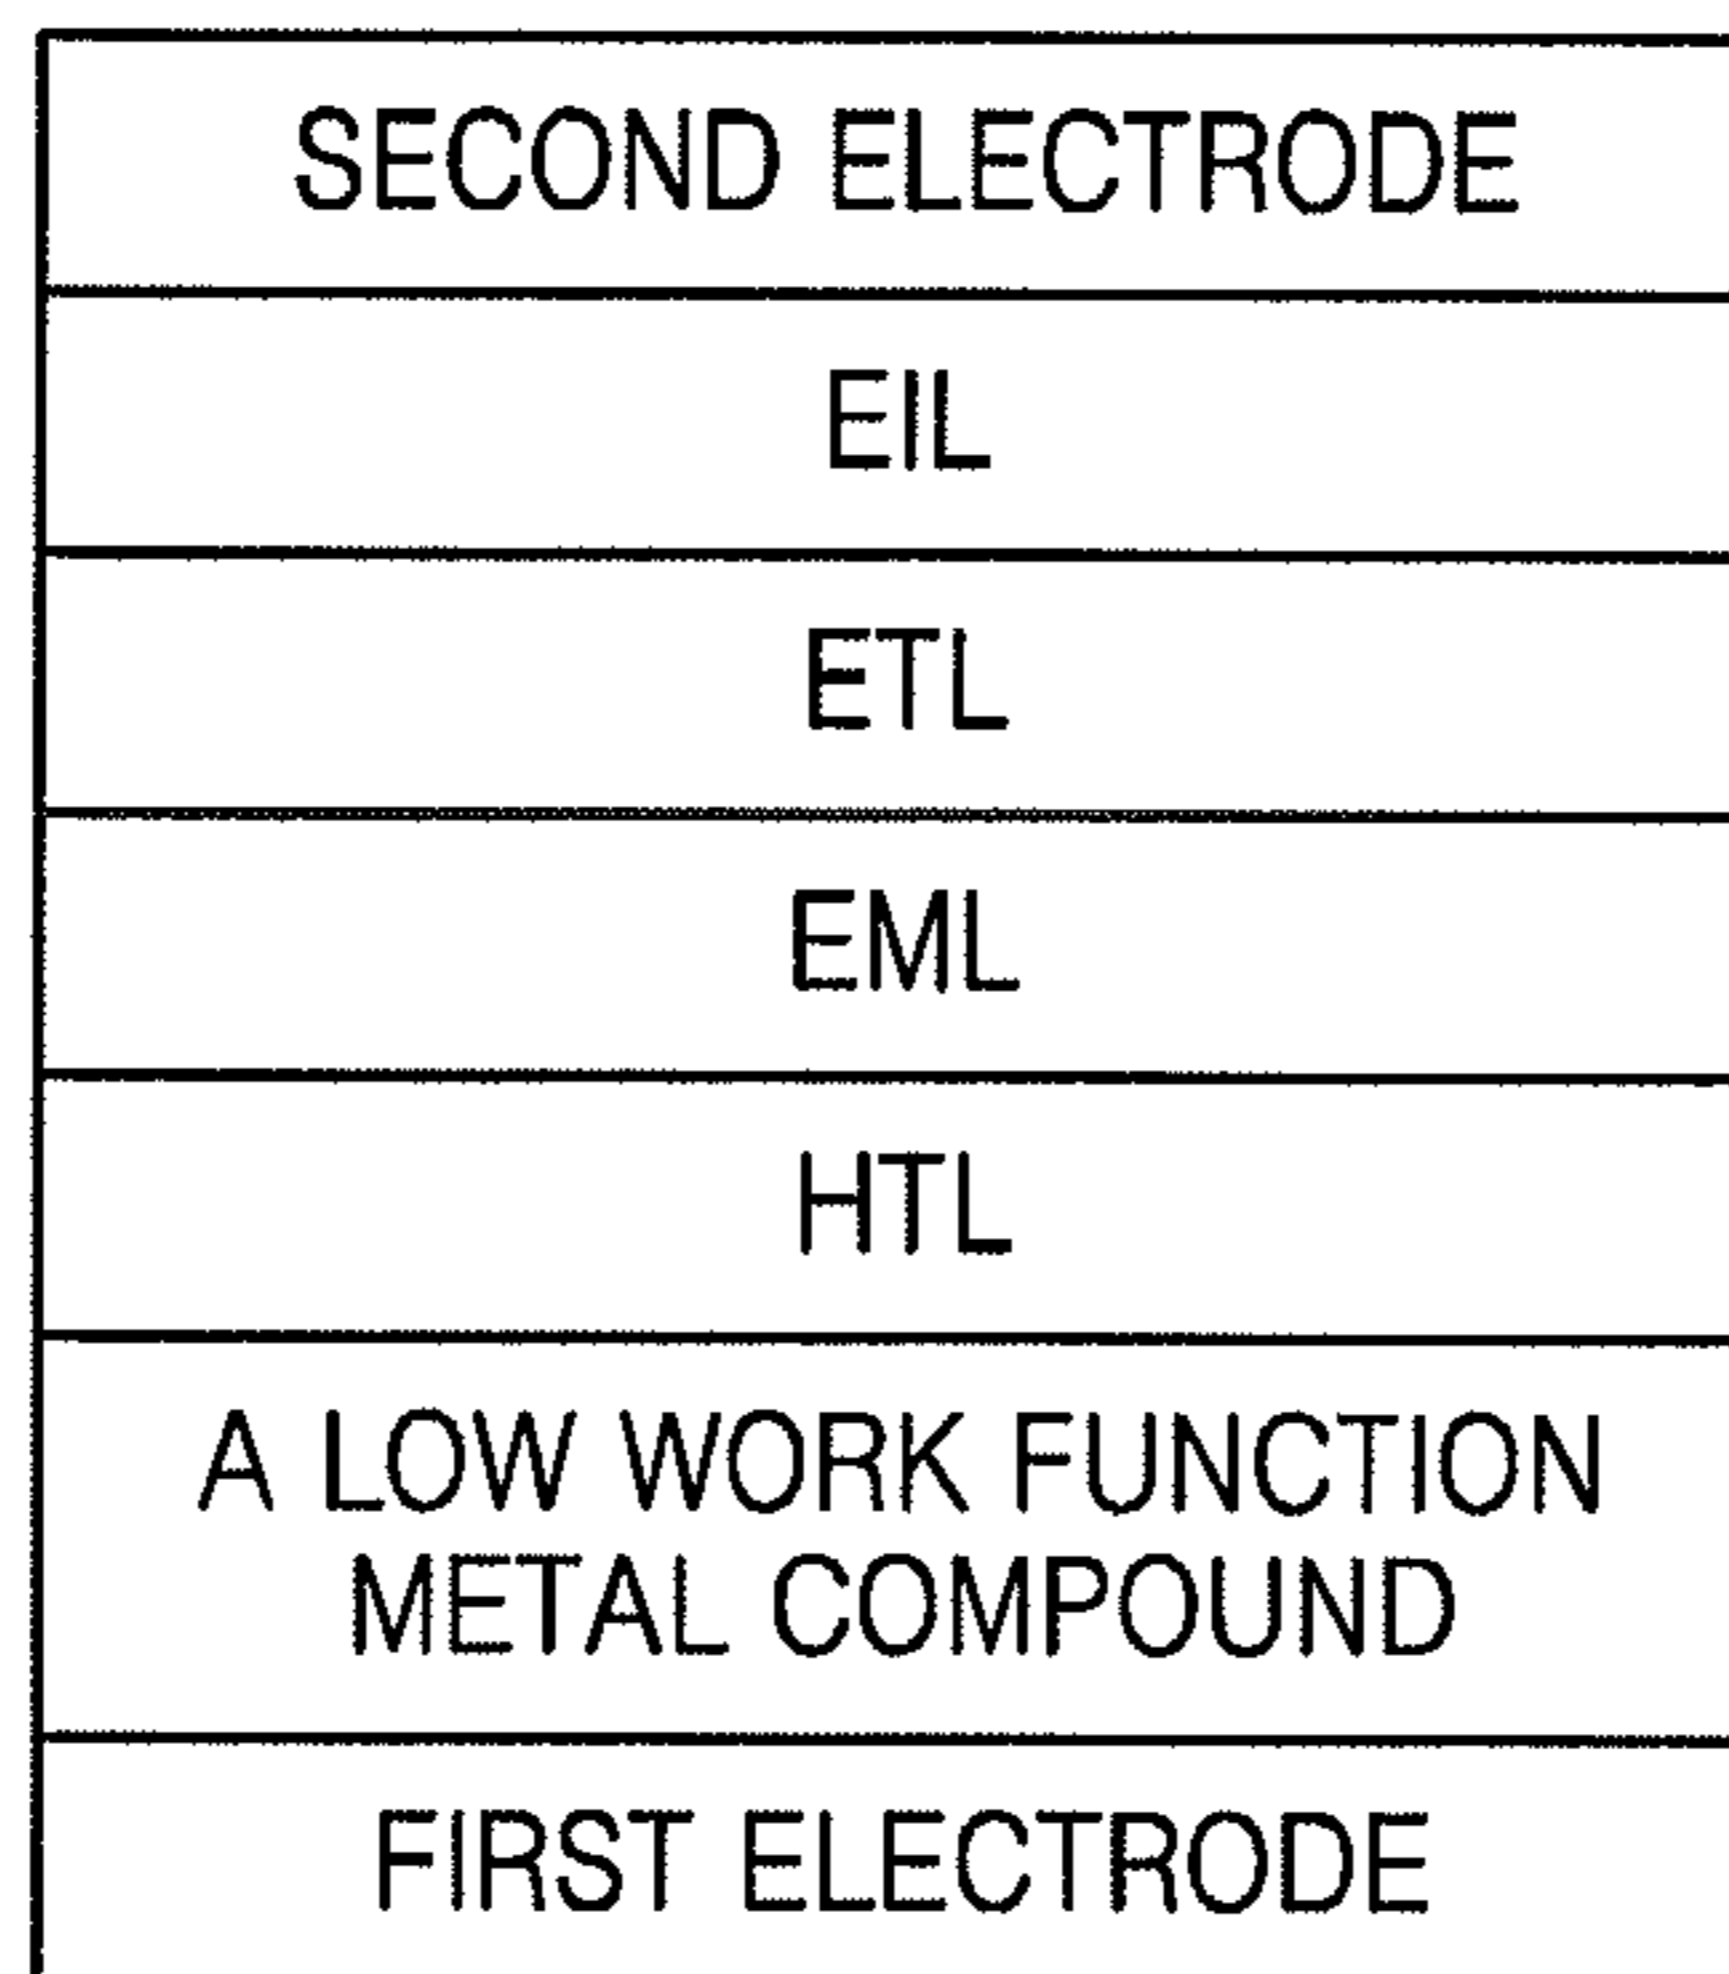 SECOND ELECTRODE
EIL
ETL
EML
HTL
A LOW WORK FUNCTION
METAL COMPOUND
FIRST ELECTRODE